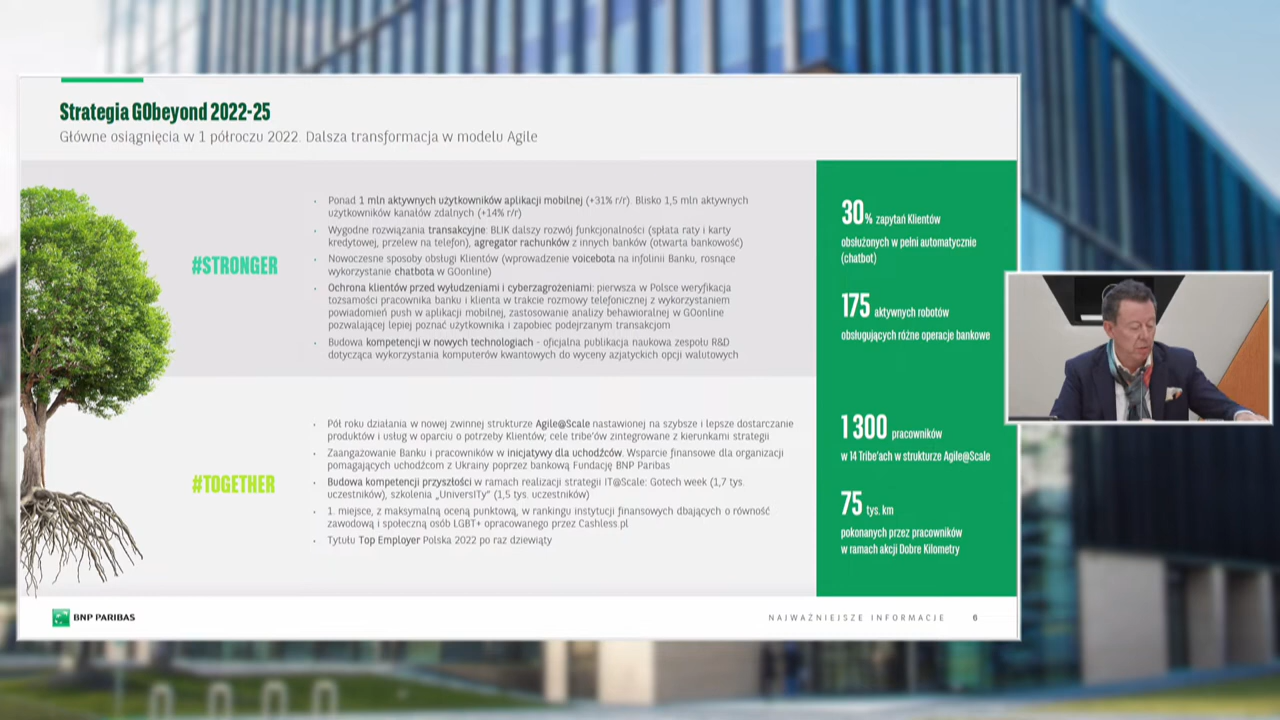 Strategia GObeyond 2022-25
Główne osiągnięcia w 1 półroczu 2022. Dalsza transformacja w modelu Agile
#STRONGER
• Ponad 1 mln aktywnych użytkowników aplikacji mobilnej (+31% r/r). Blisko 1,5 mln aktywnych
użytkowników kanałów zdalnych (+14% r/r)
• Wygodne rozwiązania transakcyjne: BLIK dalszy rozwój funkcjonalności (spłata raty i karty
kredytowej, przelew na telefon), agregator rachunków z innych banków (otwarta bankowość)
• Nowoczesne sposoby obsługi Klientów (wprowadzenie voicebota na infolinii Banku, rosnące
wykorzystanie chatbota w GOonline)
• Ochrona klientów przed wyłudzeniami i cyberzagrożeniami: pierwsza w Polsce weryfikacja
tożsamości pracownika banku i klienta w trakcie rozmowy telefonicznej z wykorzystaniem
powiadomień push w aplikacji mobilnej, zastosowanie analizy behawioralnej w GOonline
pozwalającej lepiej poznać użytkownika i zapobiec podejrzanym transakcjom
• Budowa kompetencji w nowych technologiach - oficjalna publikacja naukowa zespołu R&D
dotycząca wykorzystania komputerów kwantowych do wyceny azjatyckich opcji walutowych
30% zapytań Klientów
obsłużonych w pełni automatycznie
(chatbot)
175 aktywnych robotów
obsługujących różne operacje bankowe
#TOGETHER
• Pół roku działania w nowej zwinnej strukturze Agile@Scale nastawionej na szybsze i lepsze dostarczanie
produktów i usług w oparciu o potrzeby Klientów; cele tribe'ów zintegrowane z kierunkami strategii
• Zaangażowanie Banku i pracowników w inicjatywy dla uchodźców. Wsparcie finansowe dla organizacji
pomagających uchodźcom z Ukrainy poprzez bankową Fundację BNP Paribas
• Budowa kompetencji przyszłości w ramach realizacji strategii IT@Scale: Gotech week (1,7 tys.
uczestników), szkolenia „UniversITy” (1,5 tys. uczestników)
• 1. miejsce, z maksymalną oceną punktową, w rankingu instytucji finansowych dbających o równość
zawodową i społeczną osób LGBT+ opracowanego przez Cashless.pl
• Tytułu Top Employer Polska 2022 po raz dziewiąty
1 300 pracowników
w 14 Tribe'ach w strukturze Agile@Scale
75 tys. km
pokonanych przez pracowników
w ramach akcji Dobre Kilometry
BNP PARIBAS
NAJWAŻNIEJSZE INFORMACJE 6